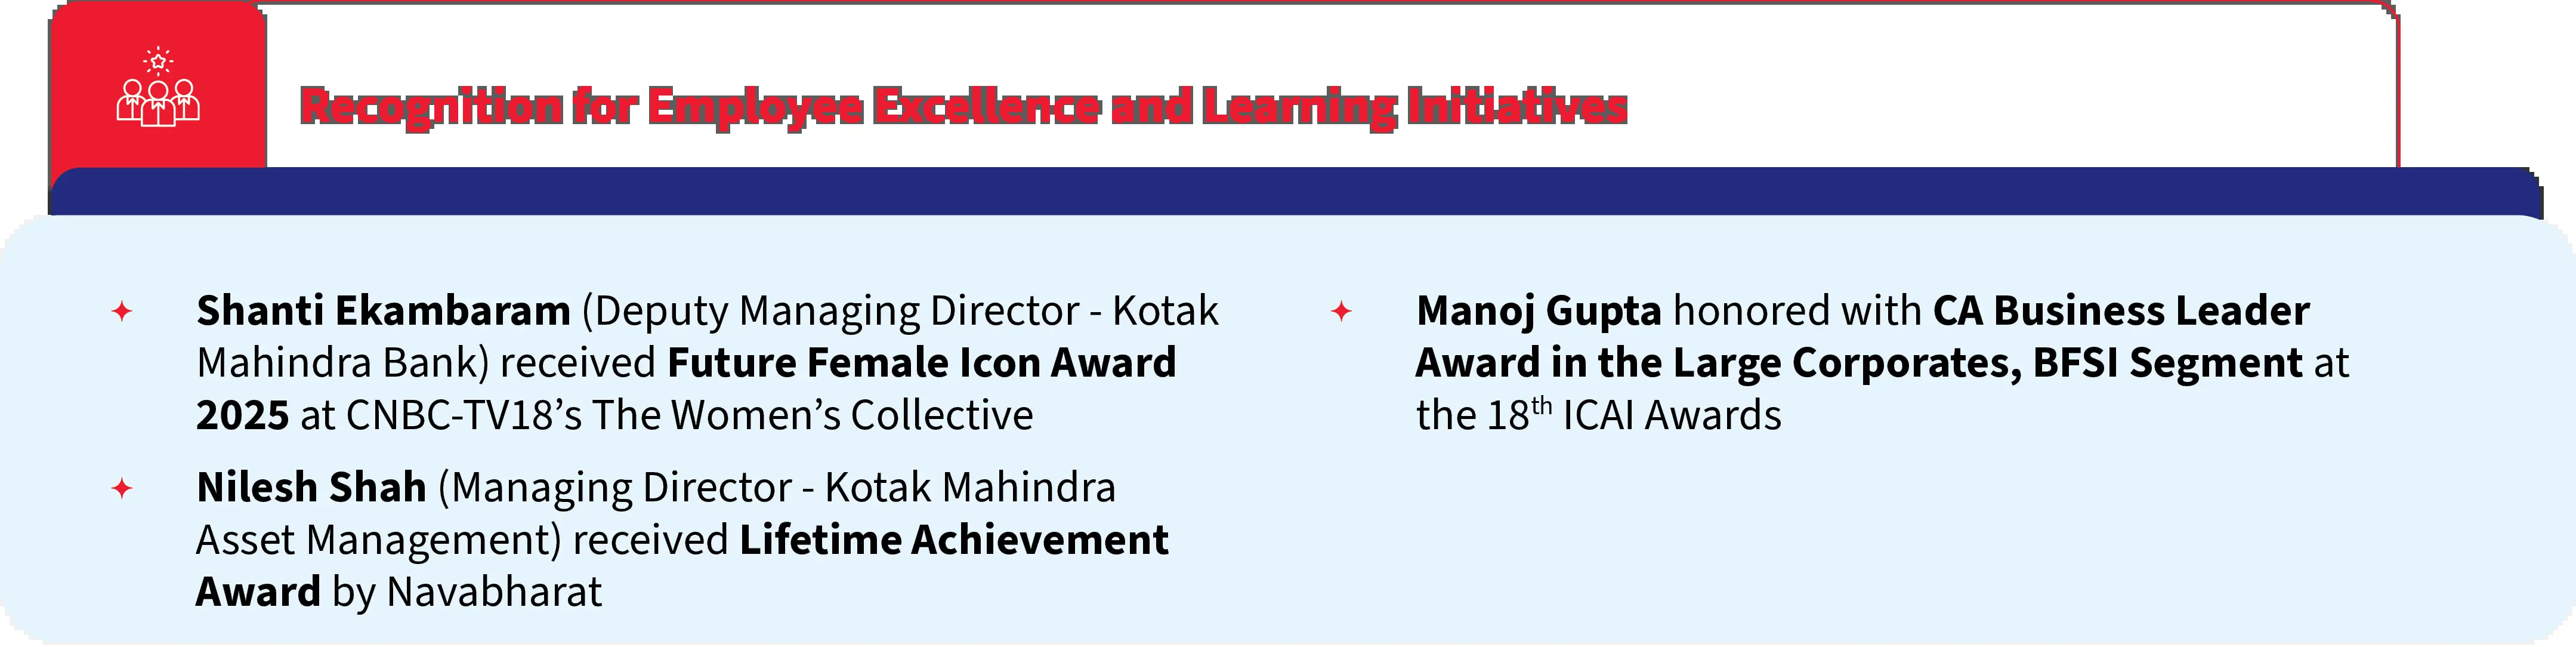 Recognition for Employee Excellence and Learning Initiatives
Shanti Ekambaram (Deputy Managing Director - Kotak
Mahindra Bank) received Future Female Icon Award
2025 at CNBC-TV18’s The Women’s Collective
Nilesh Shah (Managing Director - Kotak Mahindra
Asset Management) received Lifetime Achievement
Award by Navabharat
Manoj Gupta honored with CA Business Leader
Award in the Large Corporates, BFSI Segment at
the 18th ICAI Awards